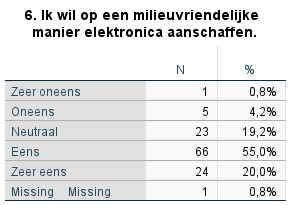 6. Ik wil op een milieuvriendelijke
manier elektronica aanschaffen.
N %
Zeer oneens 1 0,8%
Oneens 5 4,2%
Neutraal 23 19,2%
Eens 66 55,0%
Zeer eens 24 20,0%
Missing Missing 1 0,8%